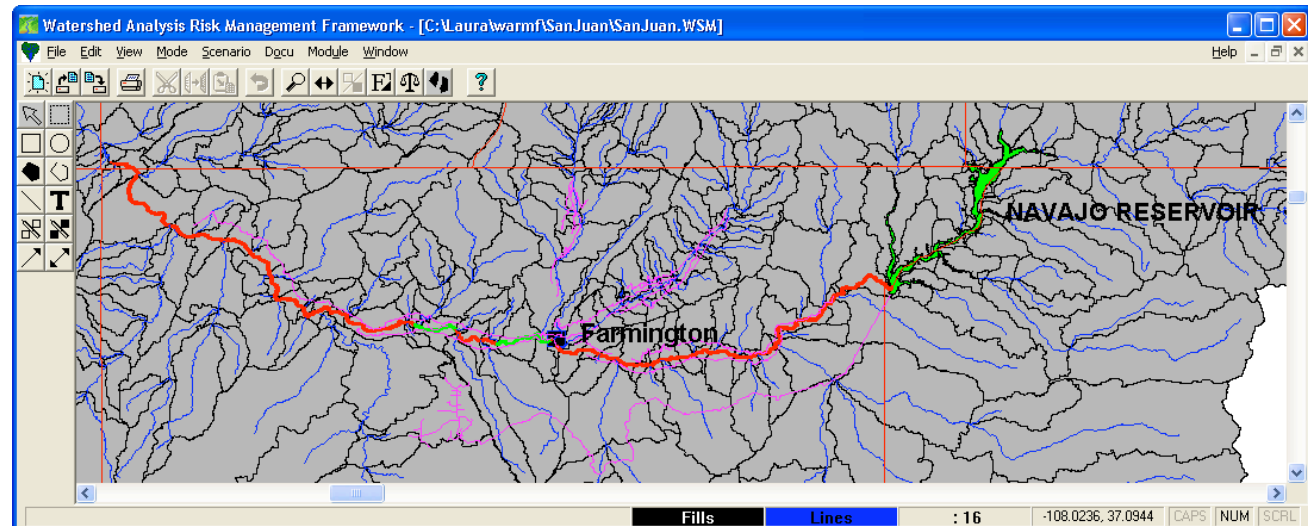 Watershed Analysis Risk Management Framework - [C:\Laura\warmf\SanJuan\SanJuan.WSM]
File Edit View Mode Scenario Docu Module Window Help
F
?
T
NAVAJO RESERVOIR
Farmington
Fills Lines : 16 -108.0236, 37.0944 CAPS NUM SCRL